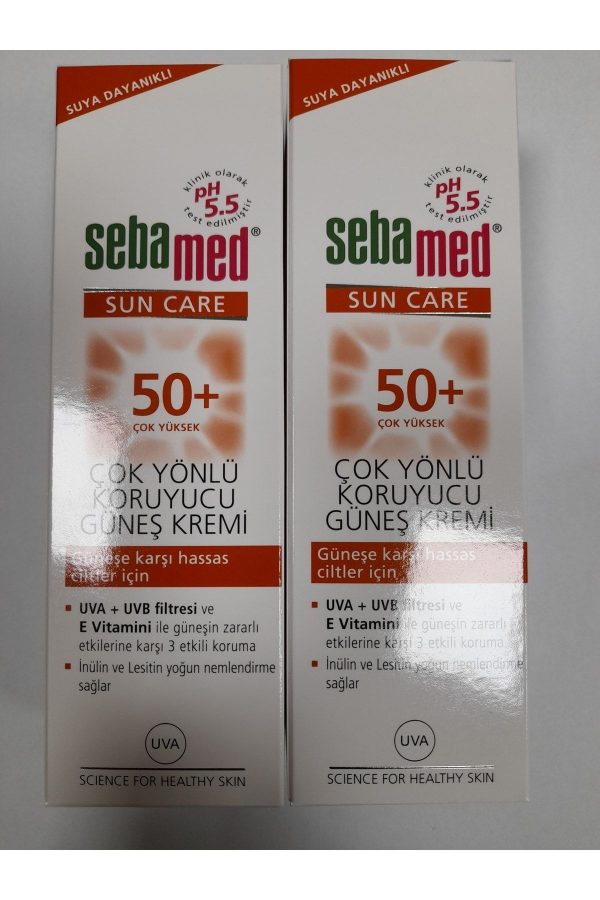 SUYA DAYANIKLI
klinik olarak
pH
5.5
test edilmiştir
sebamed®
SUN CARE
50+
ÇOK YÜKSEK
ÇOK YÖNLÜ
KORUYUCU
GÜNEŞ KREMİ
Güneşe karşı hassas
ciltler için
▪ UVA + UVB filtresi ve
E Vitamini ile güneşin zararlı
etkilerine karşı 3 etkili koruma
▪ İnülin ve Lesitin yoğun nemlendirme
sağlar
UVA
SCIENCE FOR HEALTHY SKIN
SUYA DAYANIKLI
klinik olarak
pH
5.5
test edilmiştir
sebamed®
SUN CARE
50+
ÇOK YÜKSEK
ÇOK YÖNLÜ
KORUYUCU
GÜNEŞ KREMİ
Güneşe karşı hassas
ciltler için
▪ UVA + UVB filtresi ve
E Vitamini ile güneşin zararlı
etkilerine karşı 3 etkili koruma
▪ İnülin ve Lesitin yoğun nemlendirme
sağlar
UVA
SCIENCE FOR HEALTHY SKIN